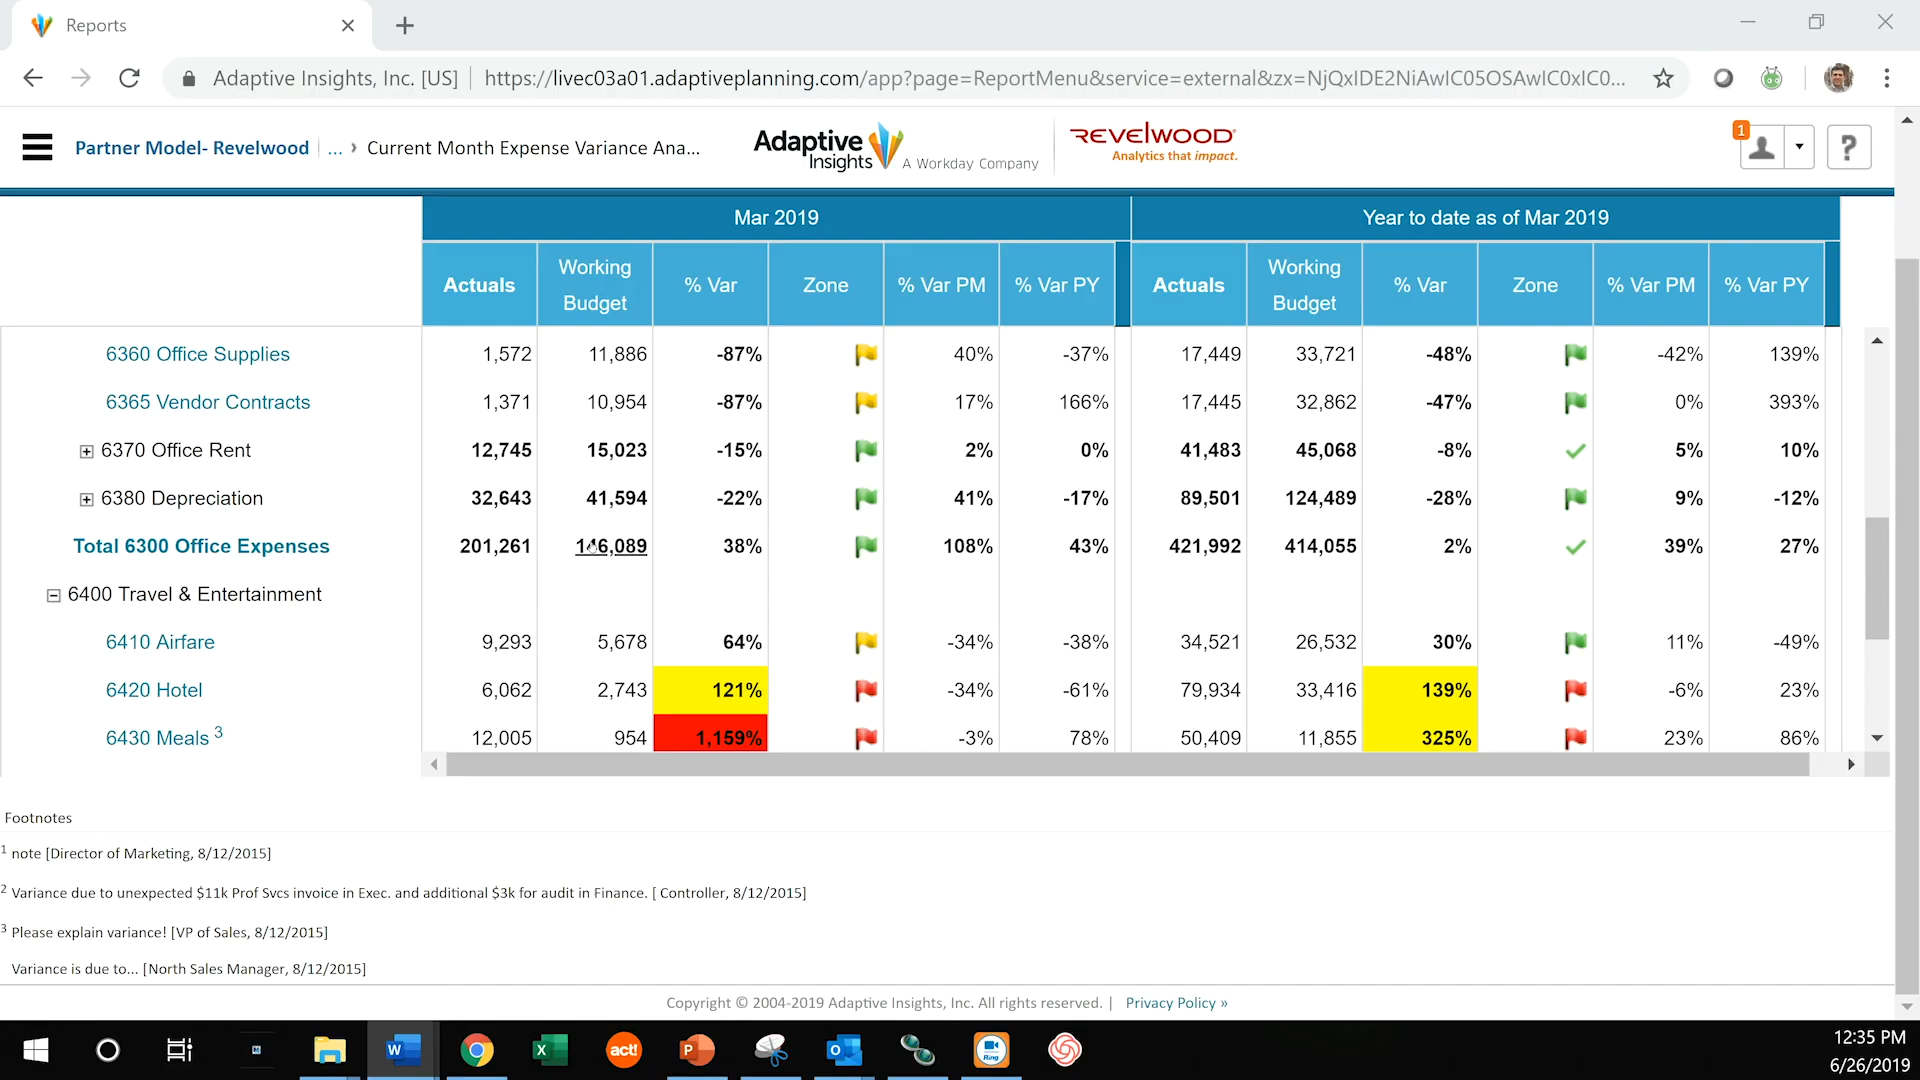 Reports
Adaptive Insights, Inc. [US] | https://livec03a01.adaptiveplanning.com/app?page=ReportMenu&service=external&zx=NjQxIDE2NiAwIC05OSAwIC0xIC0...
Partner Model- Revelwood | ... › Current Month Expense Variance Ana...
Adaptive Insights A Workday Company
REVELWOOD
Analytics that impact.
1
?
Mar 2019 Year to date as of Mar 2019
Actuals Working Budget % Var Zone % Var PM % Var PY Actuals Working Budget % Var Zone % Var PM % Var PY
6360 Office Supplies 1,572 11,886 -87% 40% -37% 17,449 33,721 -48% -42% 139%
6365 Vendor Contracts 1,371 10,954 -87% 17% 166% 17,445 32,862 -47% 0% 393%
6370 Office Rent 12,745 15,023 -15% 2% 0% 41,483 45,068 -8% 5% 10%
6380 Depreciation 32,643 41,594 -22% 41% -17% 89,501 124,489 -28% 9% -12%
Total 6300 Office Expenses 201,261 146,089 38% 108% 43% 421,992 414,055 2% 39% 27%
6400 Travel & Entertainment
6410 Airfare 9,293 5,678 64% -34% -38% 34,521 26,532 30% 11% -49%
6420 Hotel 6,062 2,743 121% -34% -61% 79,934 33,416 139% -6% 23%
6430 Meals 3 12,005 954 1,159% -3% 78% 50,409 11,855 325% 23% 86%
Footnotes
1 note [Director of Marketing, 8/12/2015]
2 Variance due to unexpected $11k Prof Svcs invoice in Exec. and additional $3k for audit in Finance. [ Controller, 8/12/2015]
3 Please explain variance! [VP of Sales, 8/12/2015]
Variance is due to... [North Sales Manager, 8/12/2015]
Copyright © 2004-2019 Adaptive Insights, Inc. All rights reserved. | Privacy Policy »
W X act! P O Ring
12:35 PM
6/26/2019